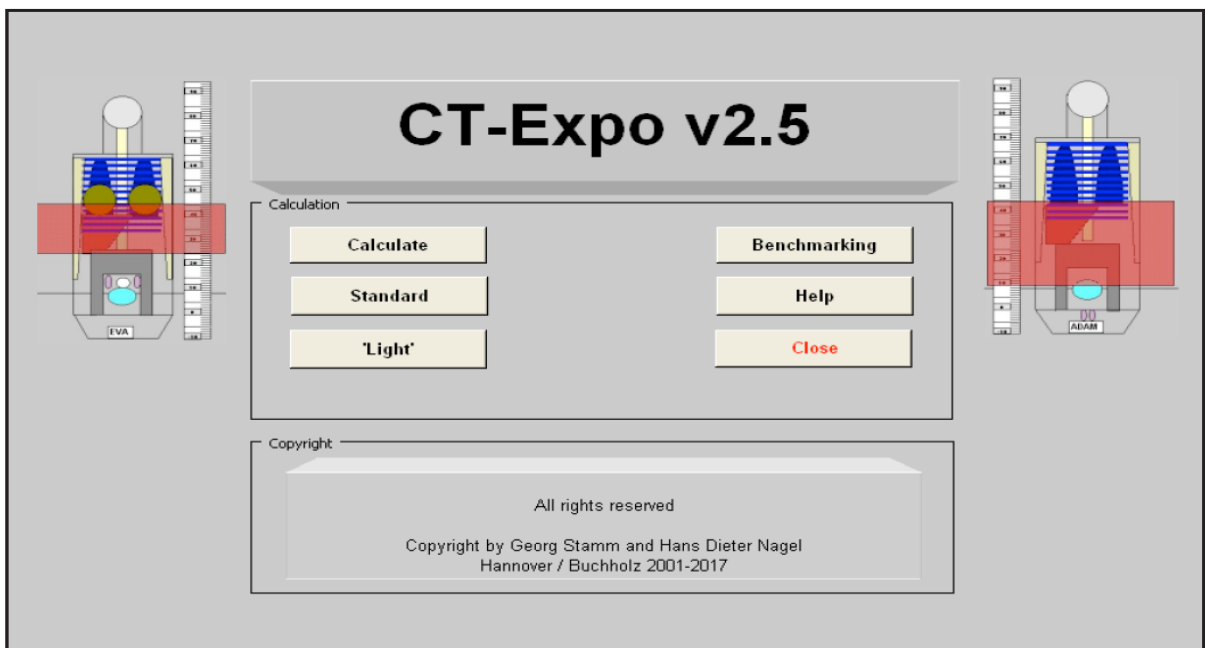 CT-Expo v2.5
Calculation
Calculate
Benchmarking
Standard
Help
'Light'
Close
EVA
ADAM
Copyright
All rights reserved
Copyright by Georg Stamm and Hans Dieter Nagel
Hannover / Buchholz 2001-2017